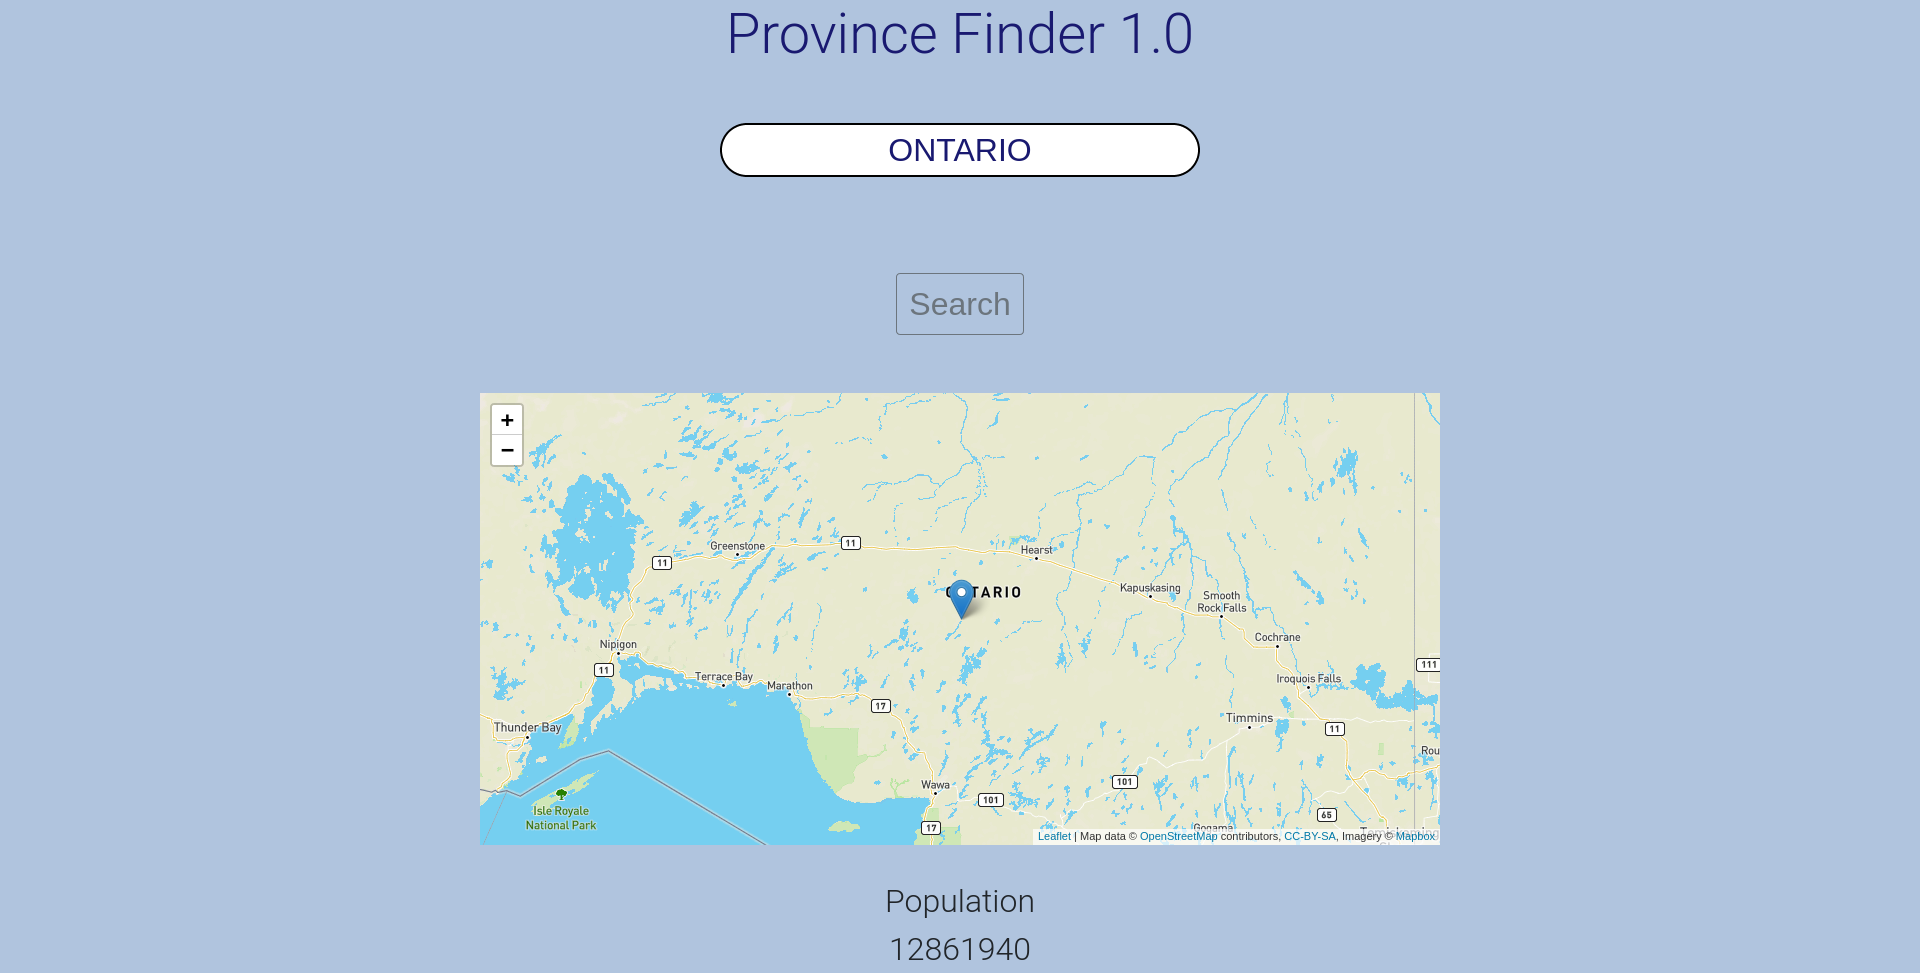 Province Finder 1.0
ONTARIO
Search
+
−
11
Greenstone
11
Hearst
Kapuskasing
TARIO
Smooth
Rock Falls
Cochrane
Nipigon
11
111
Terrace Bay
Marathon
Iroquois Falls
17
Thunder Bay
Timmins
11
Rou
101
Wawa
101
Isle Royale
National Park
65
17
Gogama
Leaflet | Map data © OpenStreetMap contributors, CC-BY-SA, Imagery © Mapbox
Population
12861940